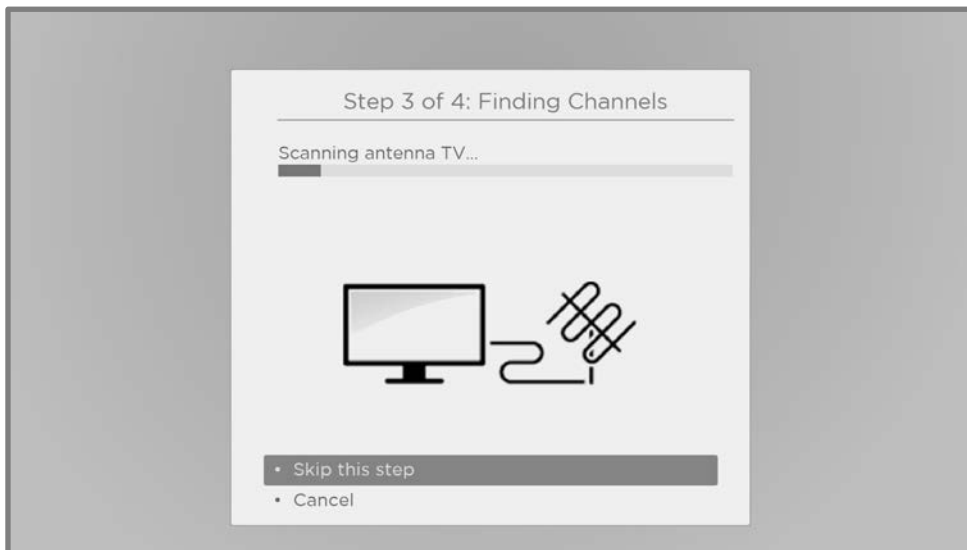 Step 3 of 4: Finding Channels
Scanning antenna TV...
• Skip this step
• Cancel